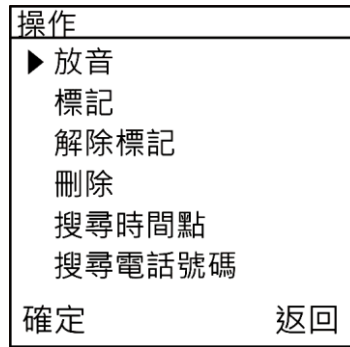 操作
▶ 放音
標記
解除標記
刪除
搜尋時間點
搜尋電話號碼
確定 返回